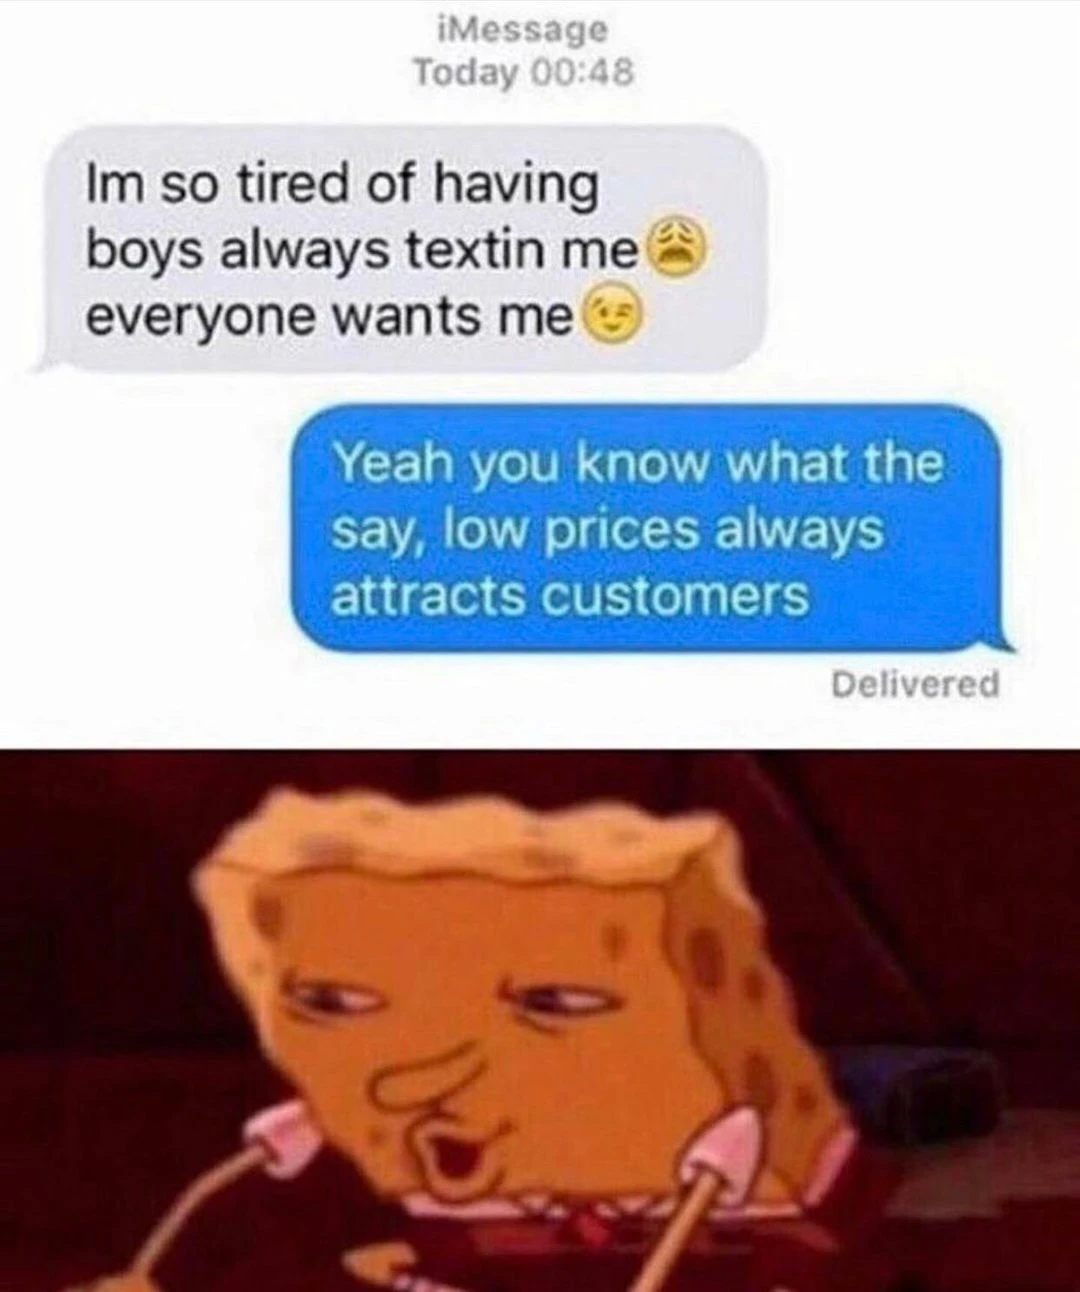 iMessage
Today 00:48
Im so tired of having
boys always textin me😩
everyone wants me😉
Yeah you know what the
say, low prices always
attracts customers
Delivered